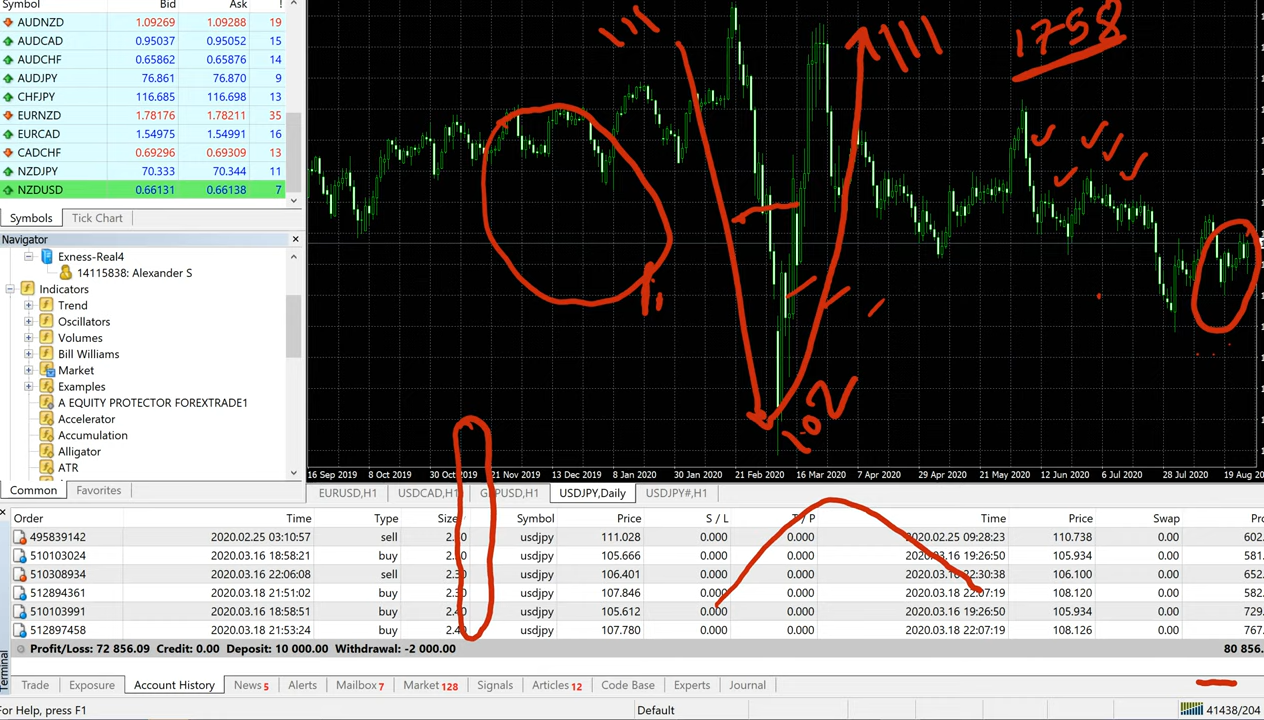 Symbol Bid Ask !
AUDNZD 1.09269 1.09288 19
AUDCAD 0.95037 0.95052 15
AUDCHF 0.65862 0.65876 14
AUDJPY 76.861 76.870 9
CHFJPY 116.685 116.698 13
EURNZD 1.78176 1.78211 35
EURCAD 1.54975 1.54991 16
CADCHF 0.69296 0.69309 13
NZDJPY 70.333 70.344 11
NZDUSD 0.66131 0.66138 7
Symbols Tick Chart
Navigator
Exness-Real4
14115838: Alexander S
Indicators
Trend
Oscillators
Volumes
Bill Williams
Market
Examples
A EQUITY PROTECTOR FOREXTRADE1
Accelerator
Accumulation
Alligator
ATR
Common Favorites
111
111
1758
102
16 Sep 2019 8 Oct 2019 30 Oct 2019 21 Nov 2019 13 Dec 2019 8 Jan 2020 30 Jan 2020 21 Feb 2020 16 Mar 2020 7 Apr 2020 29 Apr 2020 21 May 2020 12 Jun 2020 6 Jul 2020 28 Jul 2020 19 Aug
EURUSD,H1 USDCAD,H1 GBPUSD,H1 USDJPY,Daily USDJPY#,H1
Order Time Type Size Symbol Price S / L T / P Time Price Swap Pro
495839142 2020.02.25 03:10:57 sell usdjpy 111.028 0.000 0.000 2020.02.25 09:28:23 110.738 0.00 602.
510103024 2020.03.16 18:58:21 buy usdjpy 105.666 0.000 0.000 2020.03.16 19:26:50 105.934 0.00 581.
510308934 2020.03.16 22:06:08 sell usdjpy 106.401 0.000 0.000 2020.03.16 22:30:38 106.100 0.00 652.
512894361 2020.03.18 21:51:02 buy usdjpy 107.846 0.000 0.000 2020.03.18 22:07:19 108.120 0.00 582.
510103991 2020.03.16 18:58:51 buy usdjpy 105.612 0.000 0.000 2020.03.16 19:26:50 105.934 0.00 729.
512897458 2020.03.18 21:53:24 buy usdjpy 107.780 0.000 0.000 2020.03.18 22:07:19 108.126 0.00 767.
Profit/Loss: 72 856.09 Credit: 0.00 Deposit: 10 000.00 Withdrawal: -2 000.00 80 856.
Terminal
Trade Exposure Account History News 5 Alerts Mailbox 7 Market 128 Signals Articles 12 Code Base Experts Journal
For Help, press F1 Default 41438/204